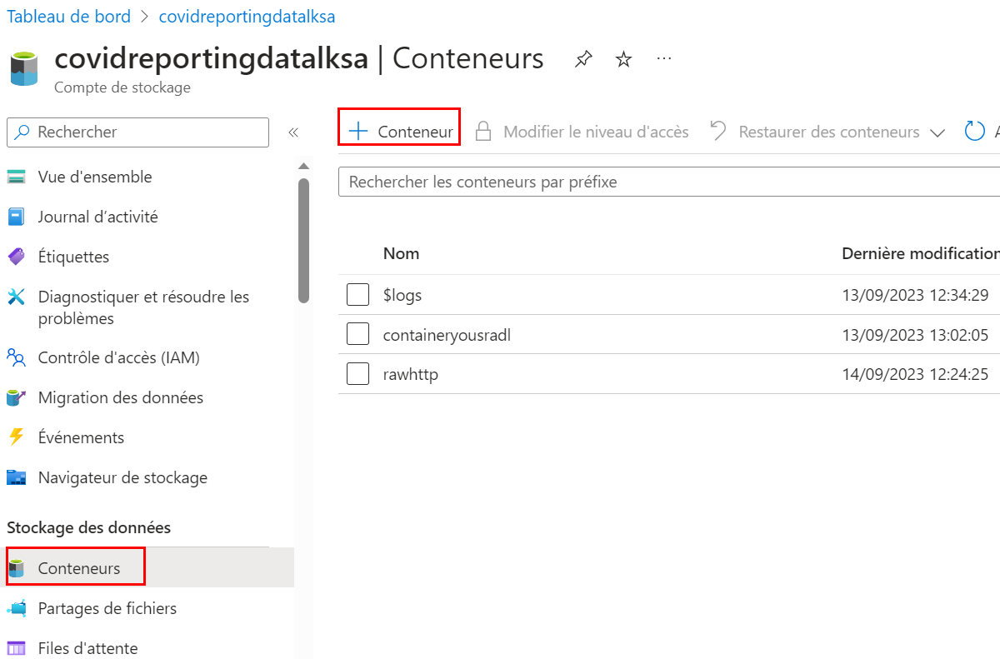 Tableau de bord > covidreportingdatalksa
covidreportingdatalksa | Conteneurs
Compte de stockage
Rechercher
Vue d'ensemble
Journal d’activité
Étiquettes
Diagnostiquer et résoudre les
problèmes
Contrôle d'accès (IAM)
Migration des données
Événements
Navigateur de stockage
Stockage des données
Conteneurs
Partages de fichiers
Files d'attente
+ Conteneur Modifier le niveau d'accès Restaurer des conteneurs
Rechercher les conteneurs par préfixe
Nom Dernière modification
$logs 13/09/2023 12:34:29
containeryousradl 13/09/2023 13:02:05
rawhttp 14/09/2023 12:24:25